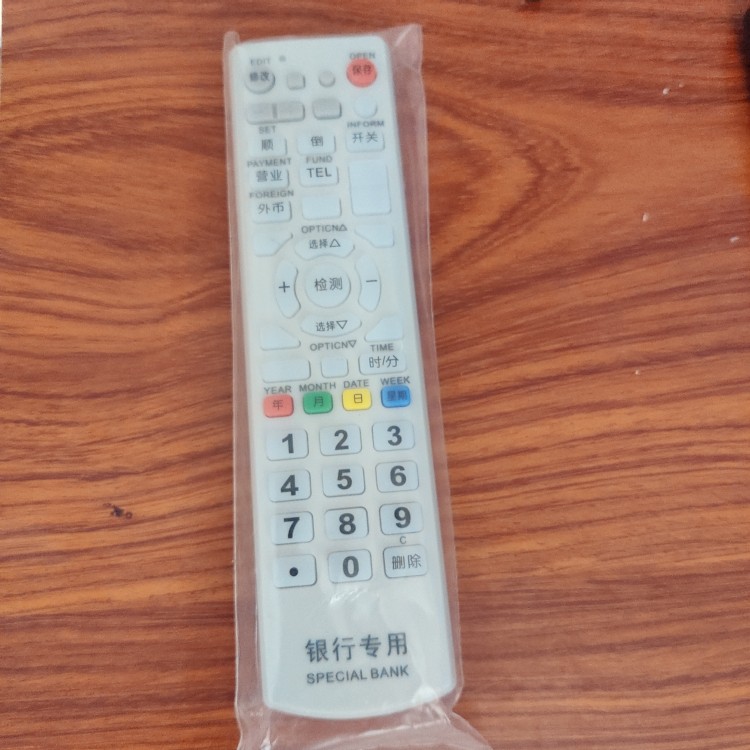 EDIT OPEN
修改 保存
SET INFORM
顺 倒 开关
PAYMENT FUND
营业 TEL
FOREIGN
外币
OPTICN△
选择△
+ 检测 −
选择▽
OPTICN▽
TIME
时/分
YEAR MONTH DATE WEEK
年 月 日 星期
1 2 3
4 5 6
7 8 9
C
• 0 删除
银行专用
SPECIAL BANK